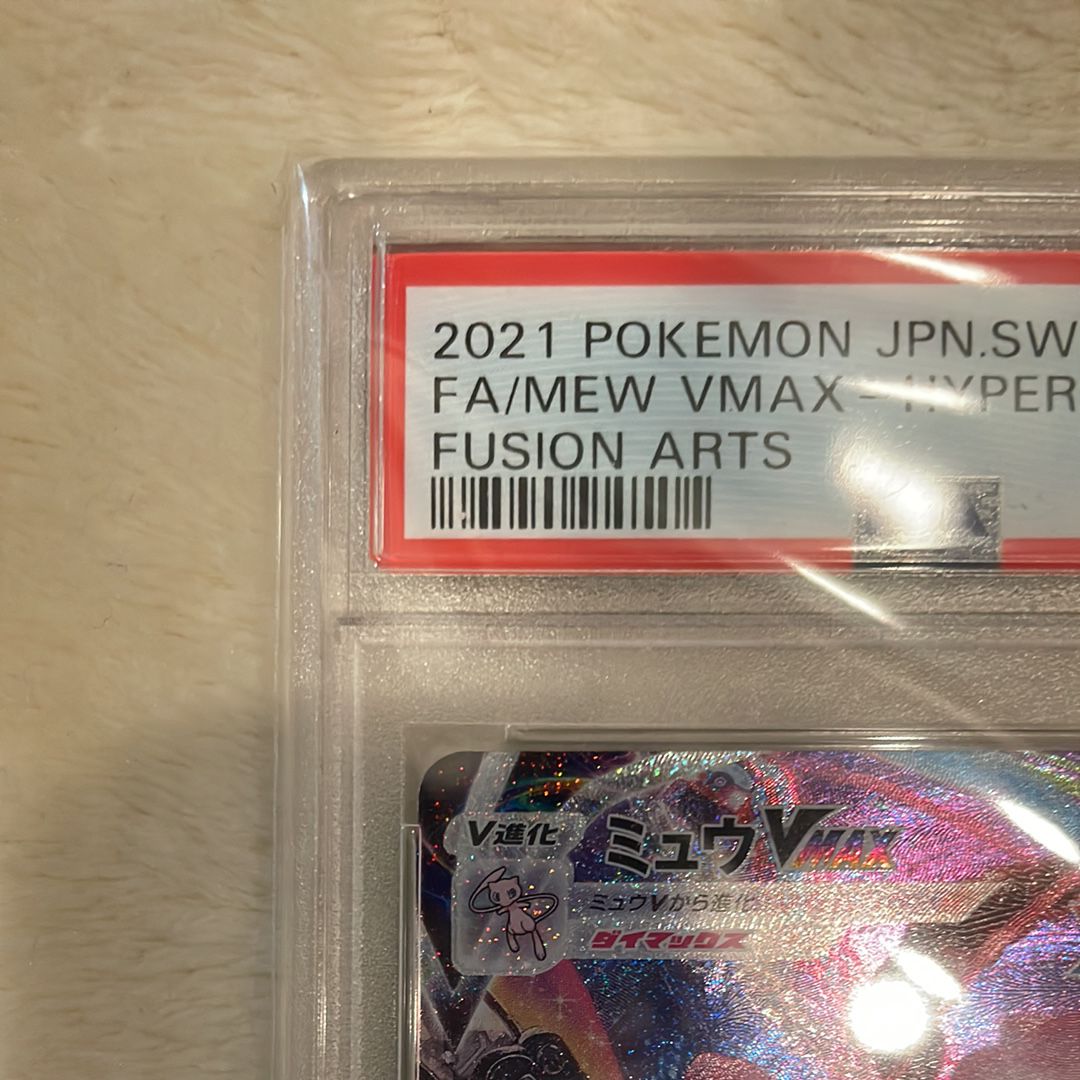 2021 POKEMON JPN.SW
FA/MEW VMAX - HYPER
FUSION ARTS
V進化
ミュウVMAX
ミュウVから進化
ダイマックス